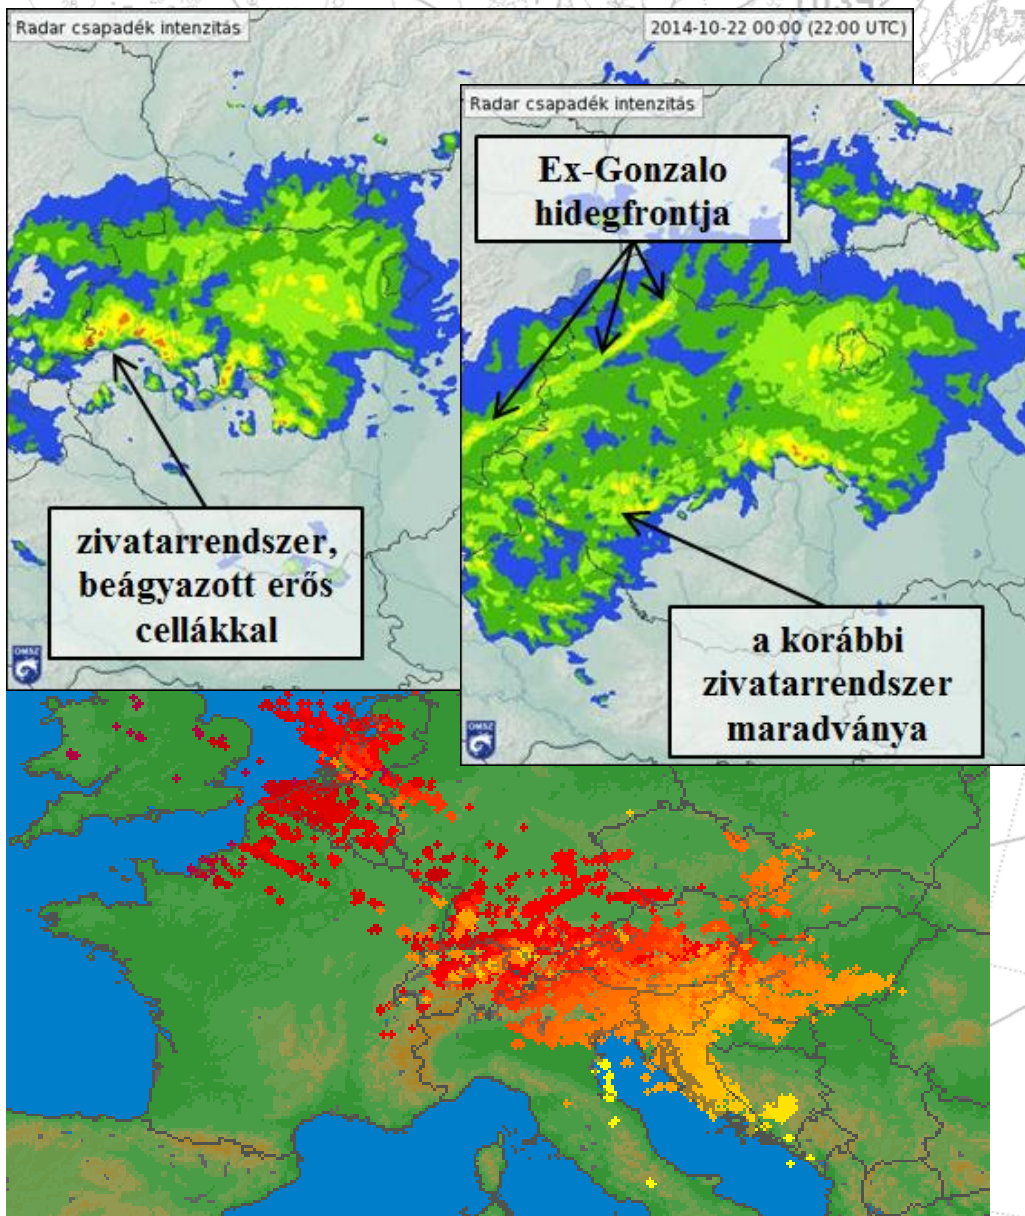 Radar csapadék intenzitás
2014-10-22 00:00 (22:00 UTC)
zivatarrendszer,
beágyazott erős
cellákkal
OMSZ
Radar csapadék intenzitás
Ex-Gonzalo
hidegfrontja
a korábbi
zivatarrendszer
maradványa
OMSZ